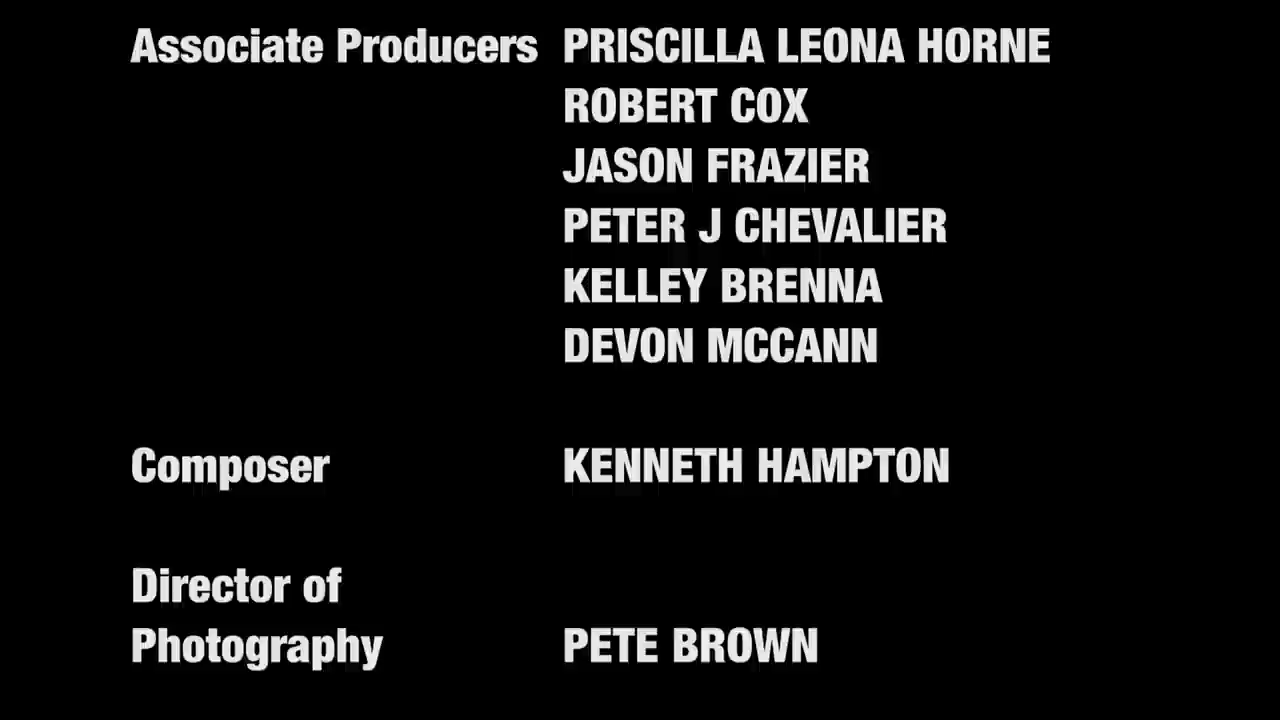 Associate Producers PRISCILLA LEONA HORNE
ROBERT COX
JASON FRAZIER
PETER J CHEVALIER
KELLEY BRENNA
DEVON MCCANN
Composer KENNETH HAMPTON
Director of
Photography PETE BROWN